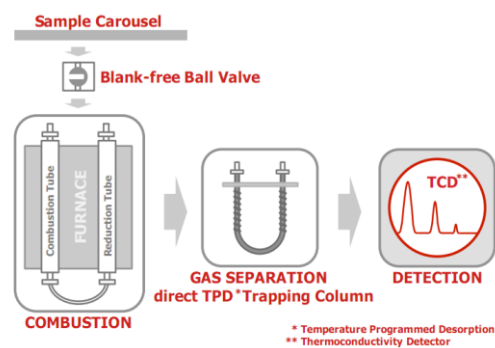 Sample Carousel
Blank-free Ball Valve
Combustion Tube
FURNACE
Reduction Tube
COMBUSTION
GAS SEPARATION
direct TPD*Trapping Column
TCD**
DETECTION
* Temperature Programmed Desorption
** Thermoconductivity Detector